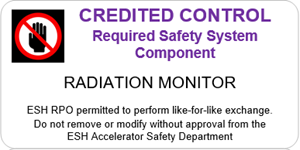 CREDITED CONTROL
Required Safety System
Component
RADIATION MONITOR
ESH RPO permitted to perform like-for-like exchange.
Do not remove or modify without approval from the
ESH Accelerator Safety Department